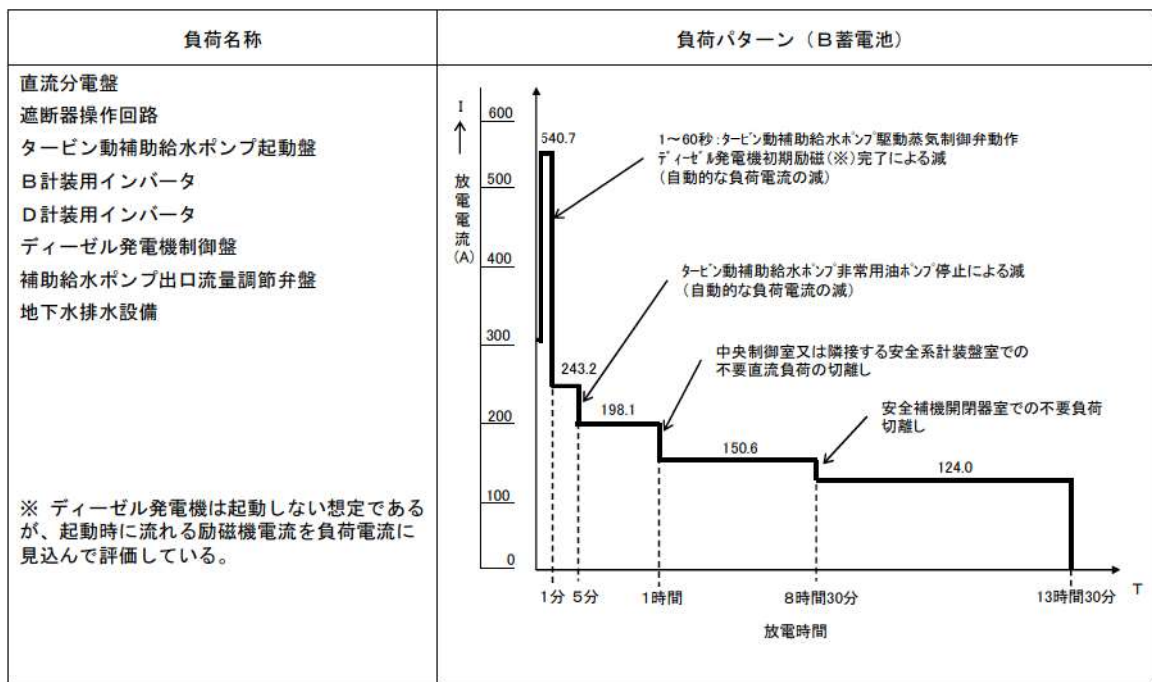 負荷名称
負荷パターン（Ｂ蓄電池）
直流分電盤
遮断器操作回路
タービン動補助給水ポンプ起動盤
Ｂ計装用インバータ
Ｄ計装用インバータ
ディーゼル発電機制御盤
補助給水ポンプ出口流量調節弁盤
地下水排水設備
※ ディーゼル発電機は起動しない想定である
が、起動時に流れる励磁機電流を負荷電流に
見込んで評価している。
I
放電電流
(A)
600
500
400
300
200
100
0
540.7
243.2
198.1
150.6
124.0
1～60秒:ﾀｰﾋﾞﾝ動補助給水ﾎﾟﾝﾌﾟ駆動蒸気制御弁動作
ﾃﾞｨｰｾﾞﾙ発電機初期励磁(※)完了による減
(自動的な負荷電流の減)
ﾀｰﾋﾞﾝ動補助給水ﾎﾟﾝﾌﾟ非常用油ﾎﾟﾝﾌﾟ停止による減
（自動的な負荷電流の減）
中央制御室又は隣接する安全系計装盤室での
不要直流負荷の切離し
安全補機開閉器室での不要負荷
切離し
1分
5分
1時間
8時間30分
13時間30分
T
放電時間